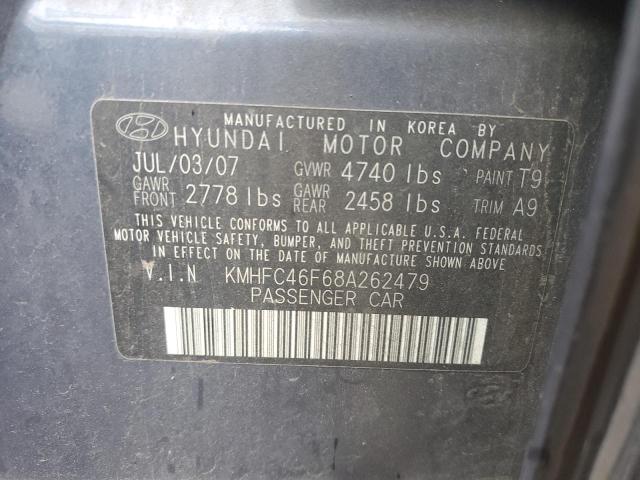 MANUFACTURED IN KOREA BY
HYUNDAI MOTOR COMPANY
JUL/03/07 GVWR 4740 lbs PAINT T9
GAWR FRONT 2778 lbs GAWR REAR 2458 lbs TRIM A9
THIS VEHICLE CONFORMS TO ALL APPLICABLE U.S.A. FEDERAL
MOTOR VEHICLE SAFETY, BUMPER, AND THEFT PREVENTION STANDARDS
IN EFFECT ON THE DATE OF MANUFACTURE SHOWN ABOVE
V.I.N KMHFC46F68A262479
PASSENGER CAR